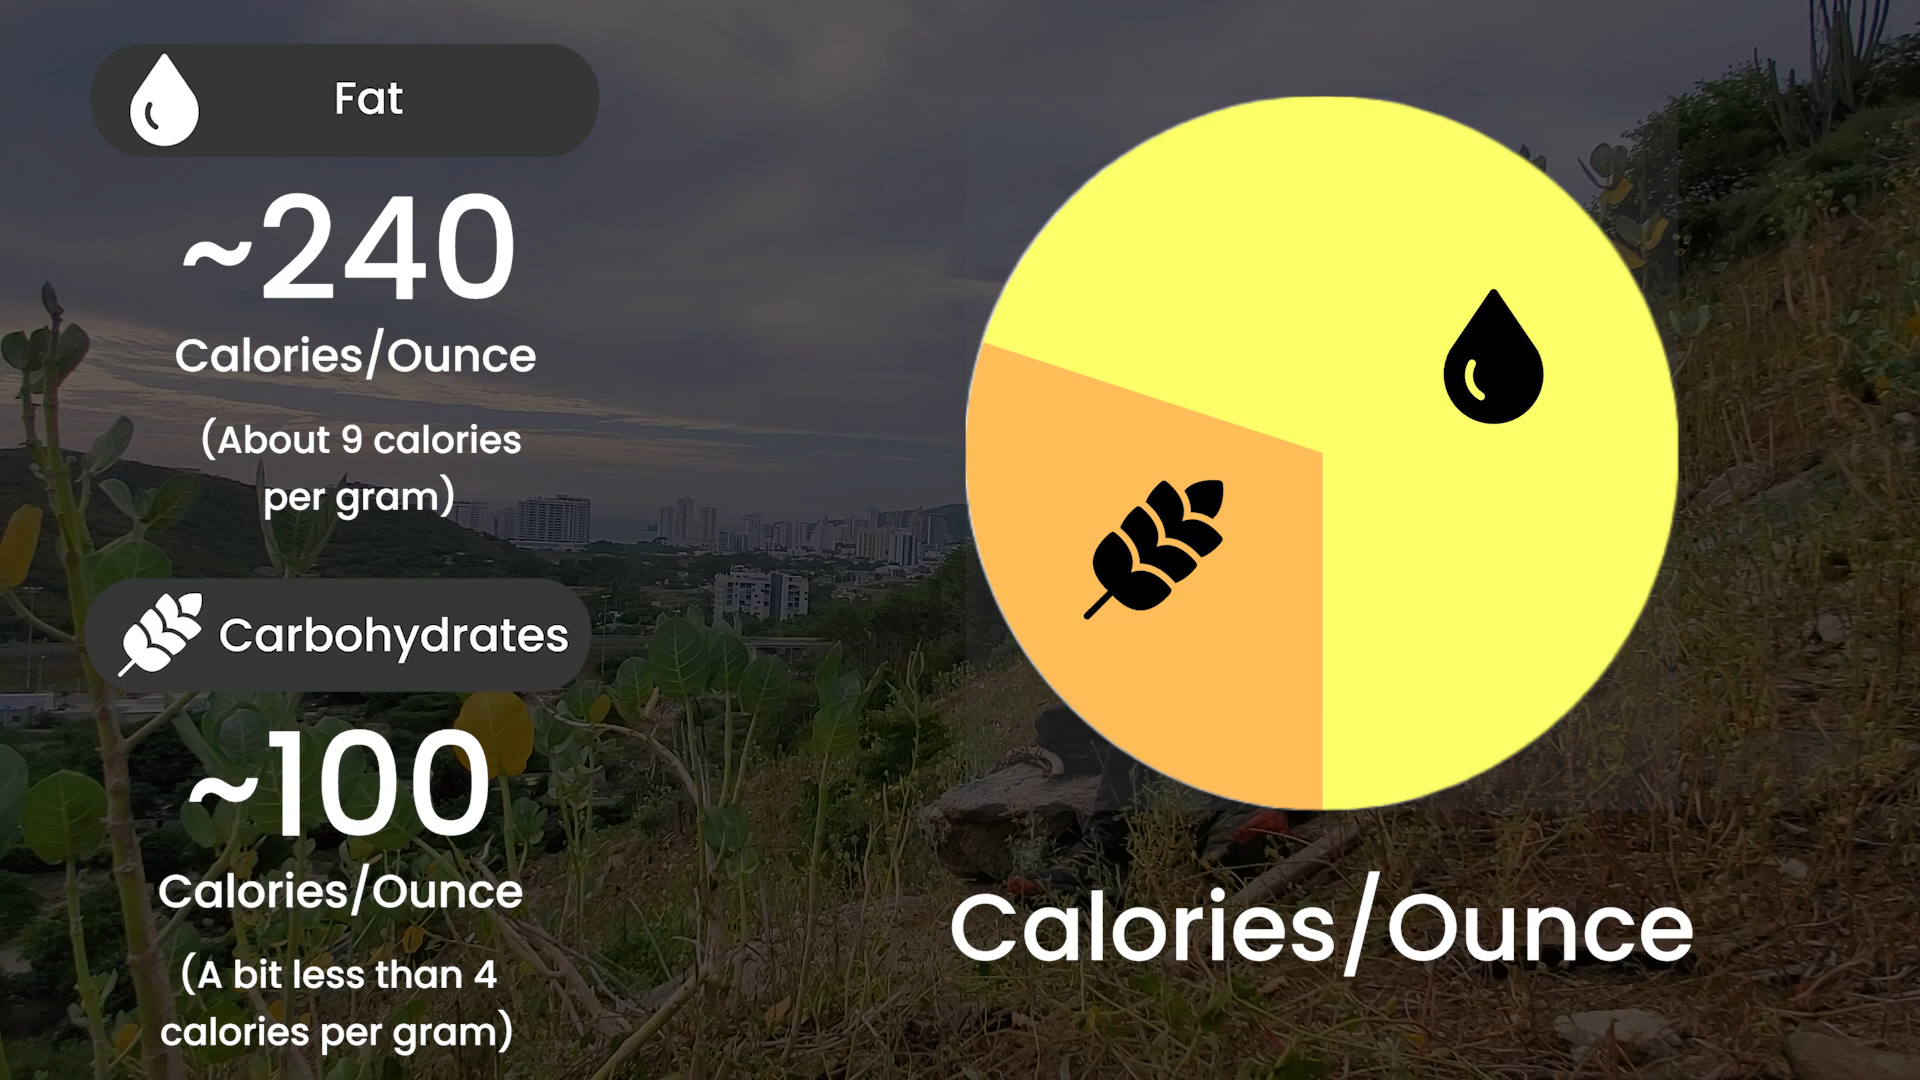 Fat
~240
Calories/Ounce
(About 9 calories
per gram)
Carbohydrates
~100
Calories/Ounce
(A bit less than 4
calories per gram)
Calories/Ounce